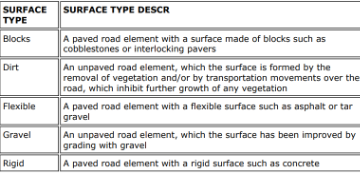 SURFACE TYPE SURFACE TYPE DESCR
Blocks A paved road element with a surface made of blocks such as
cobblestones or interlocking pavers
Dirt An unpaved road element, which the surface is formed by the
removal of vegetation and/or by transportation movements over the
road, which inhibit further growth of any vegetation
Flexible A paved road element with a flexible surface such as asphalt or tar
gravel
Gravel An unpaved road element, which the surface has been improved by
grading with gravel
Rigid A paved road element with a rigid surface such as concrete